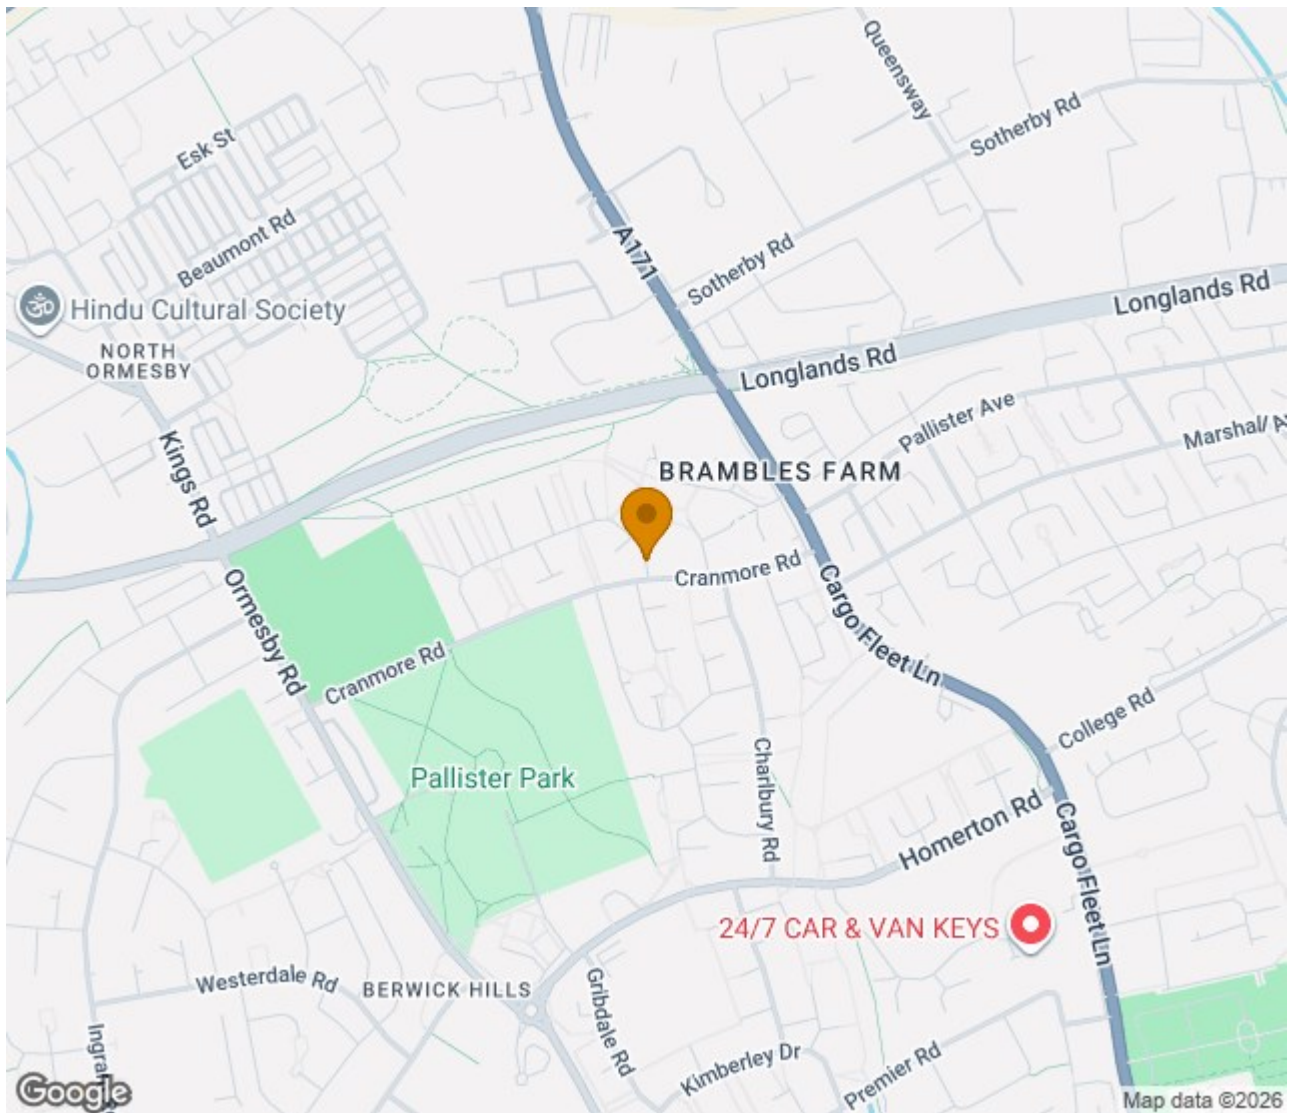 Queensway
Sotherby Rd
Esk St
Beaumont Rd
A171
Sotherby Rd
Hindu Cultural Society
Longlands Rd
NORTH
ORMESBY
Longlands Rd
Pallister Ave
Marshall A
Kings Rd
BRAMBLES FARM
Cranmore Rd
Ormesby Rd
Cargo Fleet Ln
Cranmore Rd
College Rd
Pallister Park
Charlbury Rd
Homerton Rd
Cargo Fleet Ln
24/7 CAR & VAN KEYS
Westerdale Rd
BERWICK HILLS
Gribdale Rd
Kimberley Dr
Premier Rd
Google
Map data ©2026